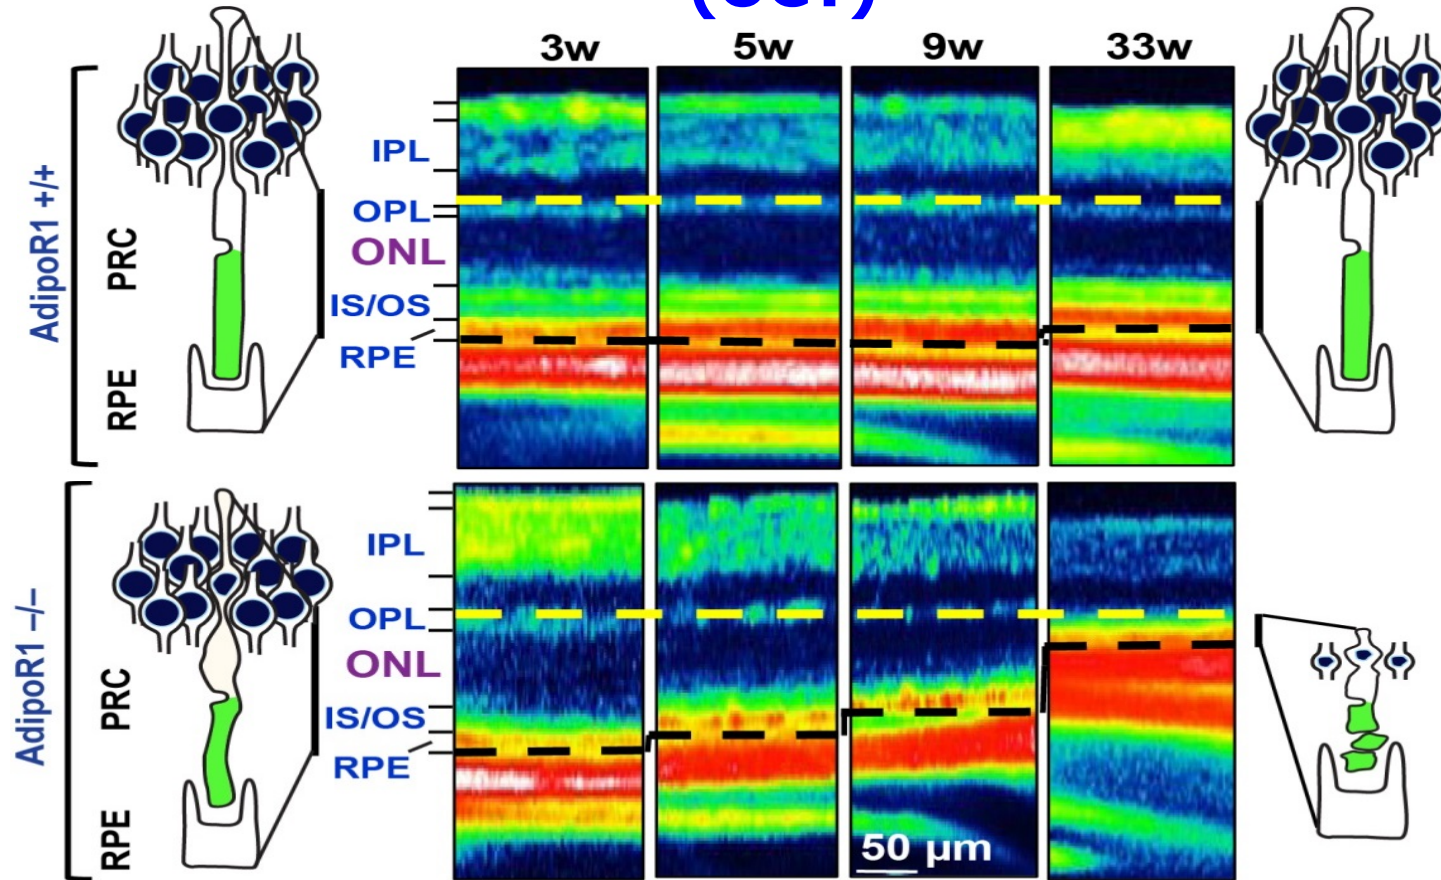 (OCT)
3w 5w 9w 33w
AdipoR1 +/+
PRC
RPE
IPL
OPL
ONL
IS/OS
RPE
AdipoR1 –/–
PRC
RPE
IPL
OPL
ONL
IS/OS
RPE
50 µm